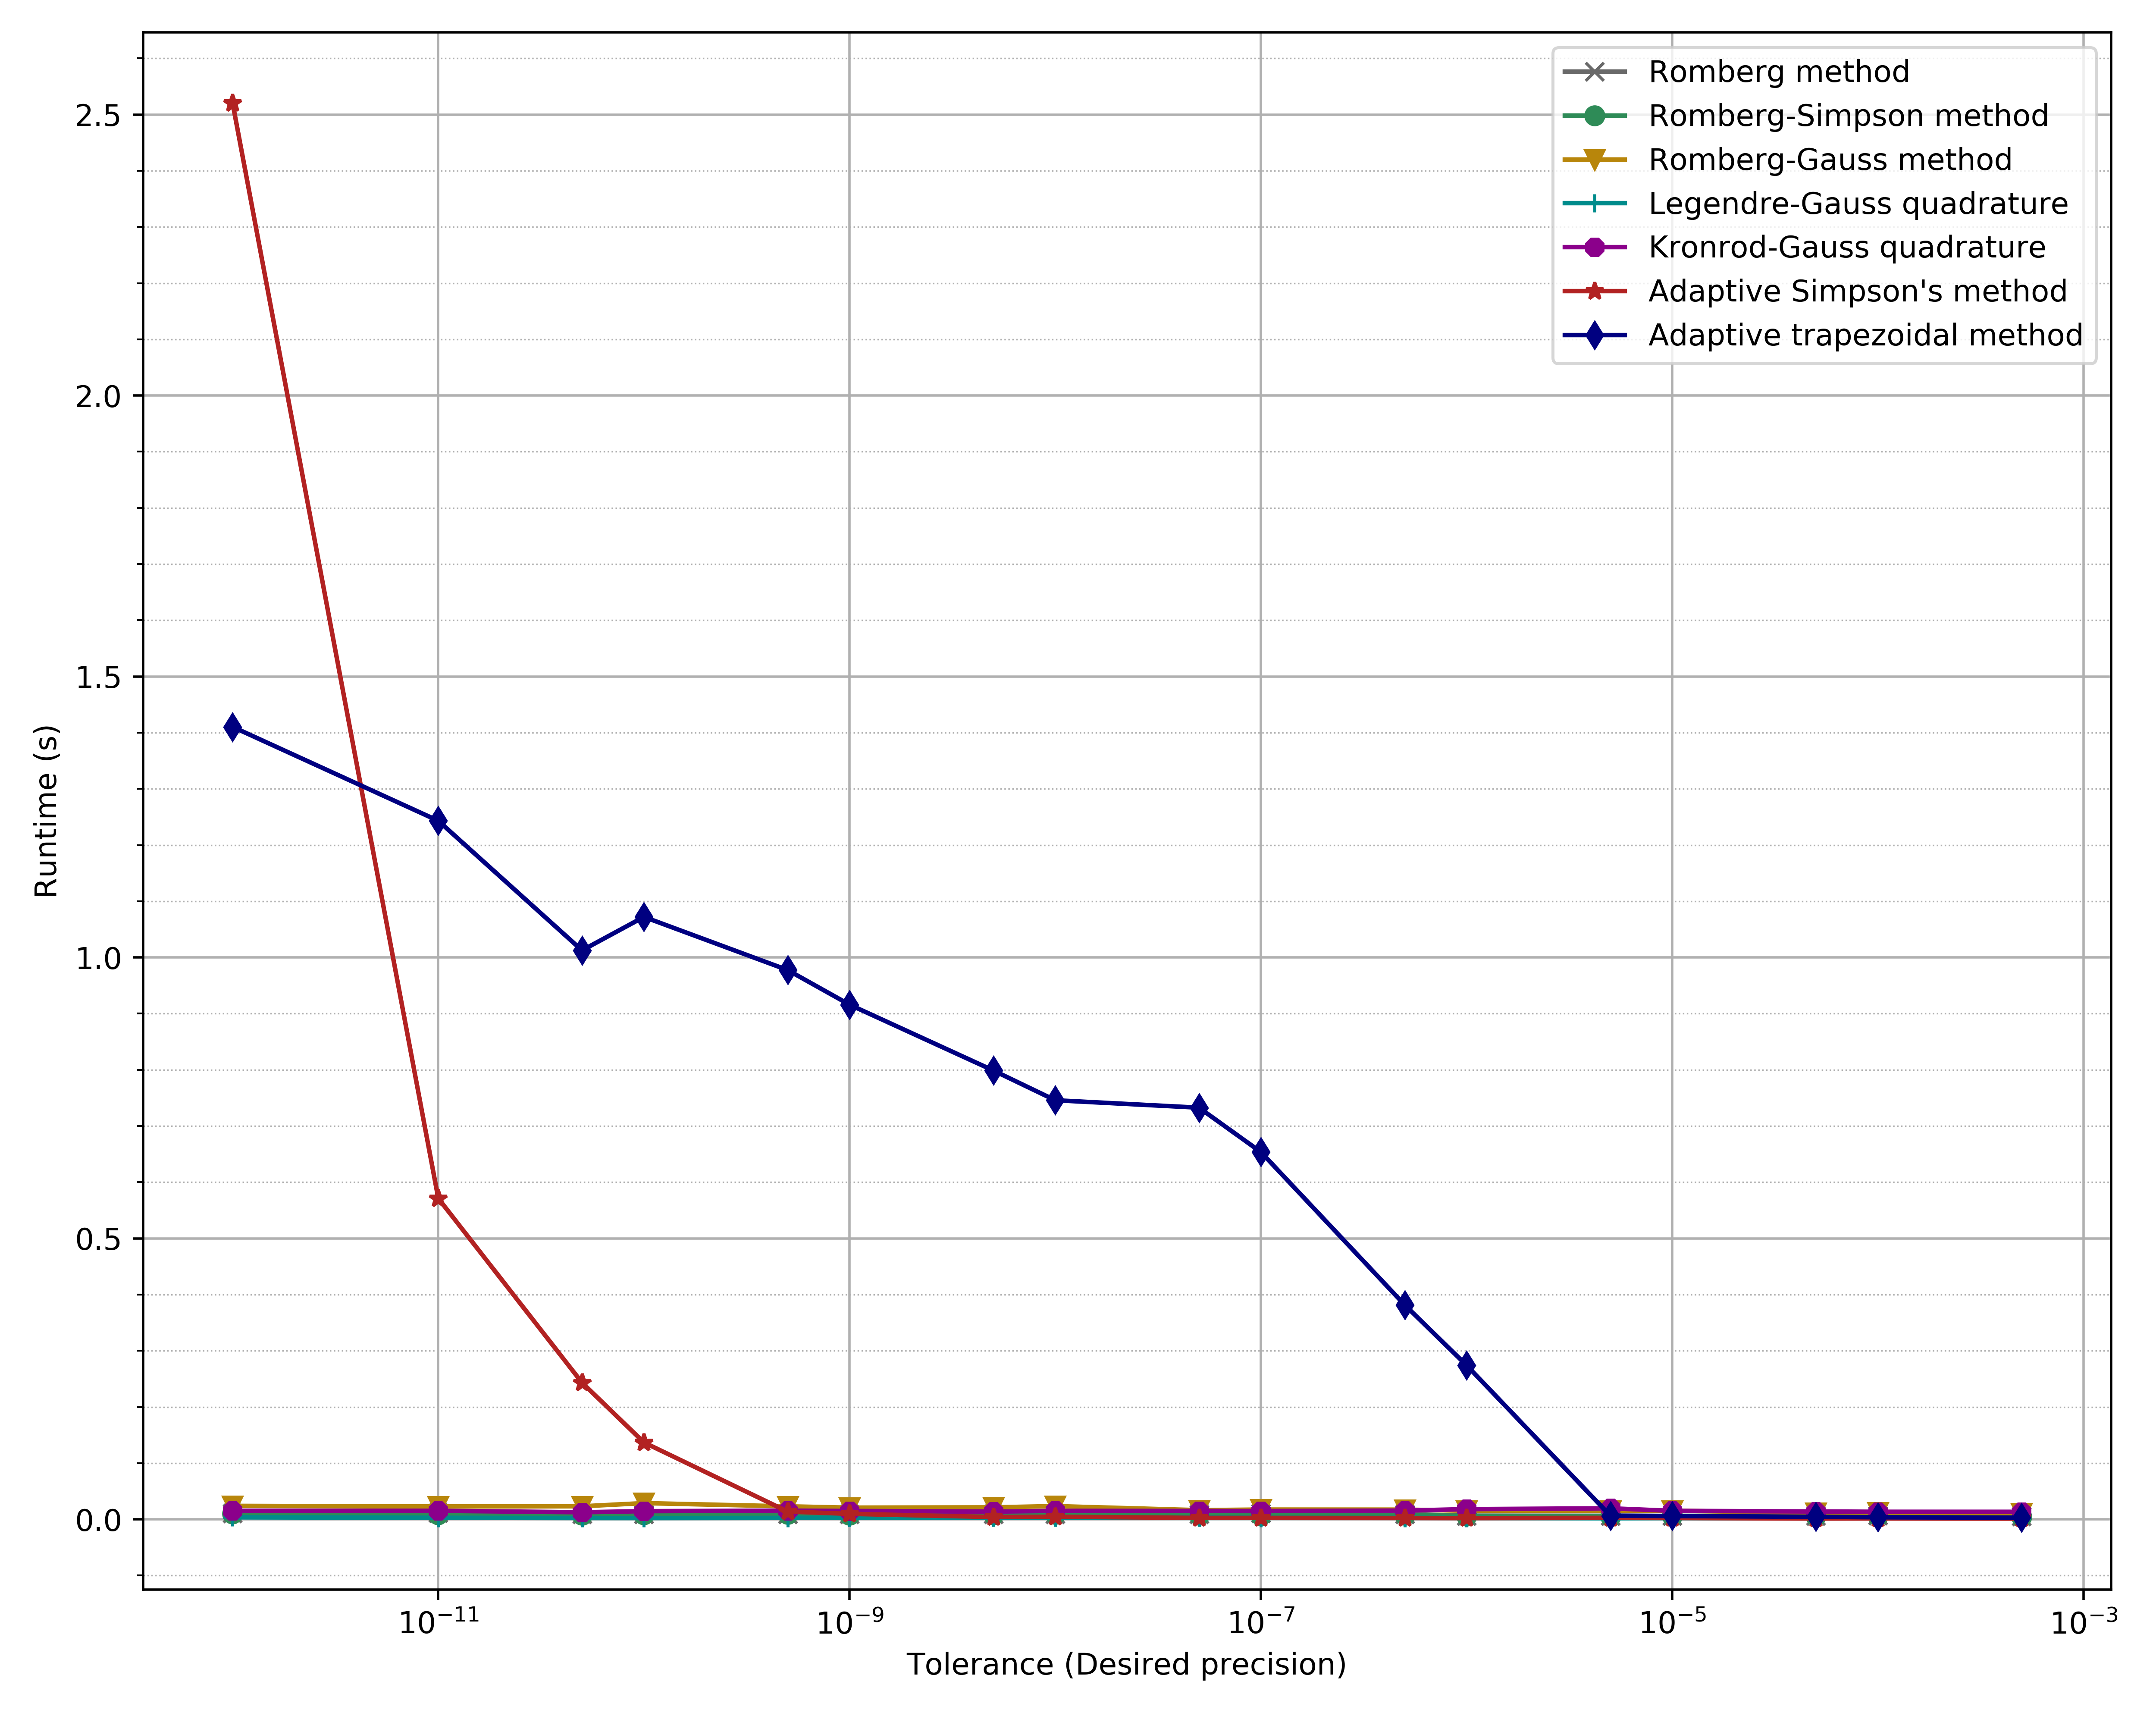 Romberg method
Romberg-Simpson method
Romberg-Gauss method
Legendre-Gauss quadrature
Kronrod-Gauss quadrature
Adaptive Simpson's method
Adaptive trapezoidal method
2.5
2.0
1.5
1.0
0.5
0.0
Runtime (s)
10⁻¹¹ 10⁻⁹ 10⁻⁷ 10⁻⁵ 10⁻³
Tolerance (Desired precision)